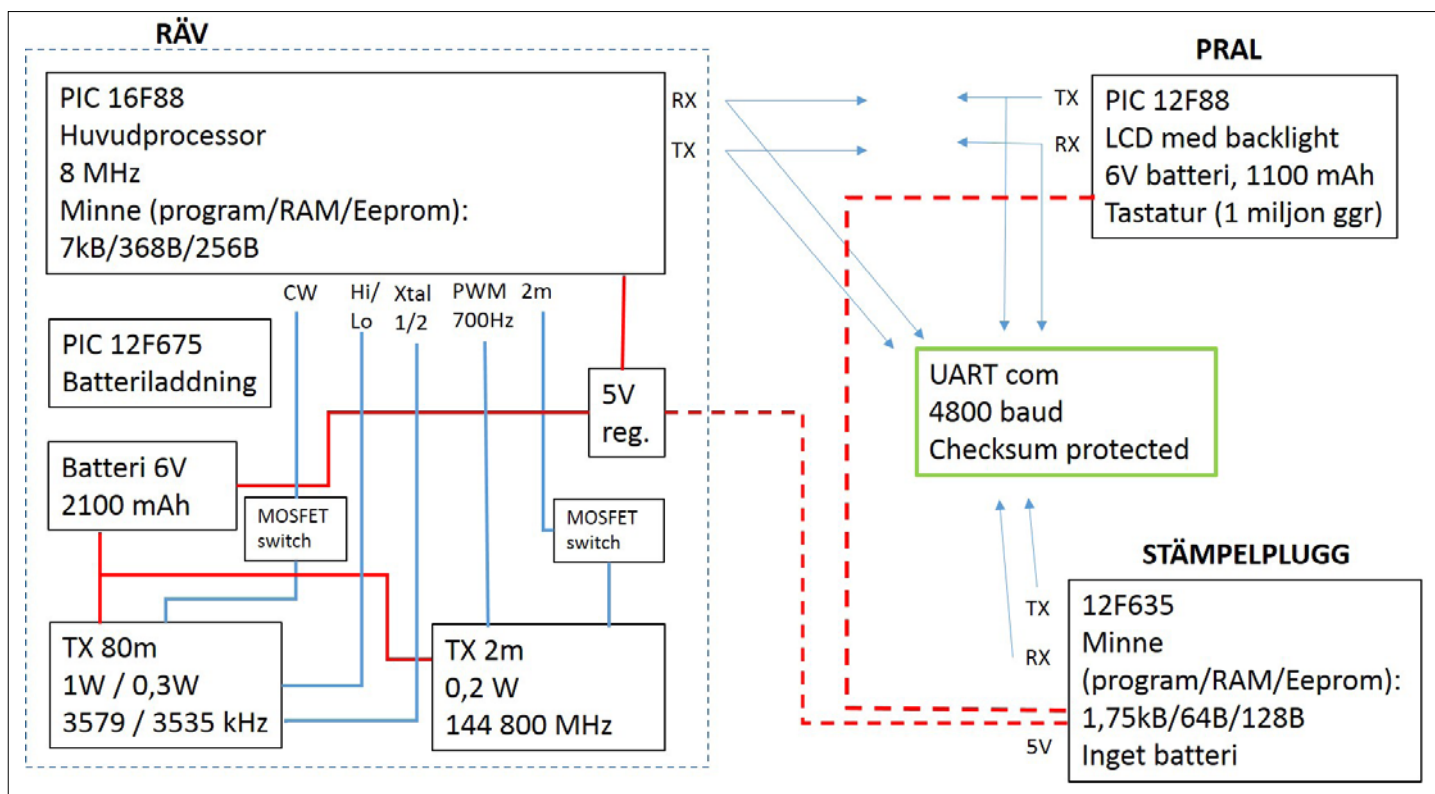 RÄV
PIC 16F88
Huvudprocessor
8 MHz
Minne (program/RAM/Eeprom):
7kB/368B/256B
RX
TX
CW
Hi/
Lo
Xtal
1/2
PWM
700Hz
2m
PIC 12F675
Batteriladdning
5V
reg.
Batteri 6V
2100 mAh
MOSFET
switch
MOSFET
switch
TX 80m
1W / 0,3W
3579 / 3535 kHz
TX 2m
0,2 W
144 800 MHz
PRAL
TX
RX
PIC 12F88
LCD med backlight
6V batteri, 1100 mAh
Tastatur (1 miljon ggr)
UART com
4800 baud
Checksum protected
STÄMPELPLUGG
TX
RX
5V
12F635
Minne
(program/RAM/Eeprom):
1,75kB/64B/128B
Inget batteri